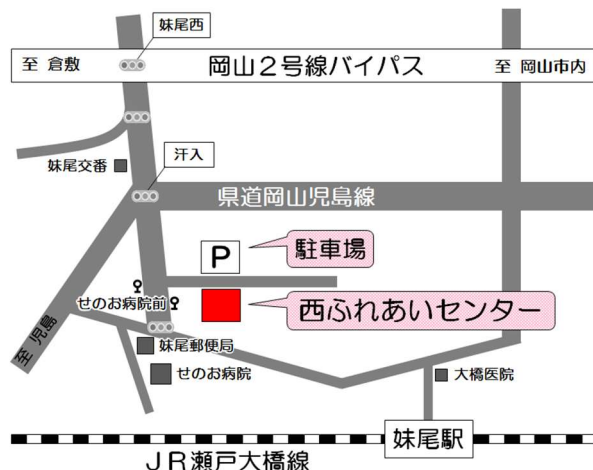 妹尾西
至 倉敷
岡山2号線バイパス
至 岡山市内
妹尾交番
汗入
県道岡山児島線
P
駐車場
せのお病院前
西ふれあいセンター
至 児島
妹尾郵便局
せのお病院
大橋医院
妹尾駅
JR瀬戸大橋線